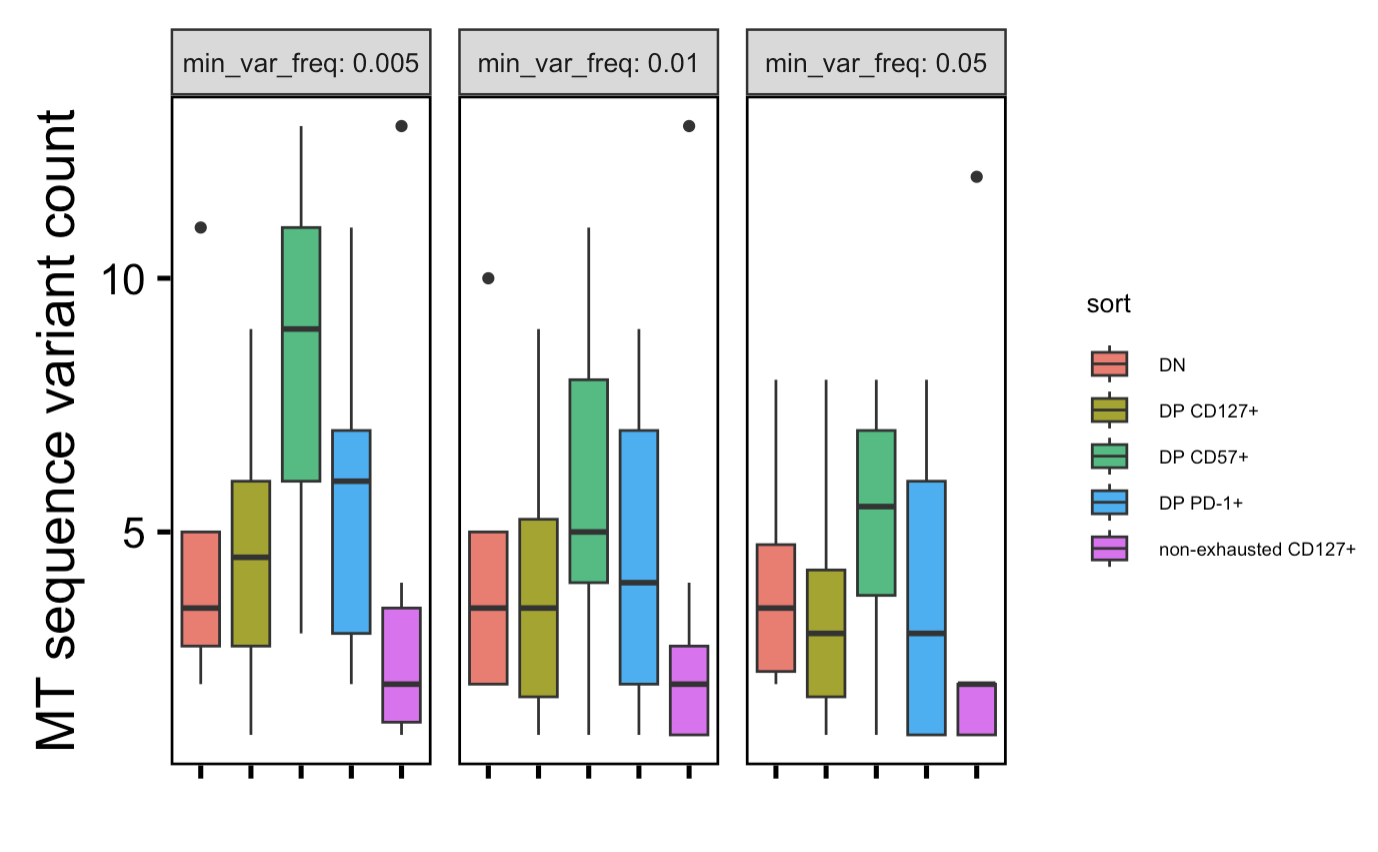 min_var_freq: 0.005
min_var_freq: 0.01
min_var_freq: 0.05
MT sequence variant count
10
5
sort
DN
DP CD127+
DP CD57+
DP PD-1+
non-exhausted CD127+